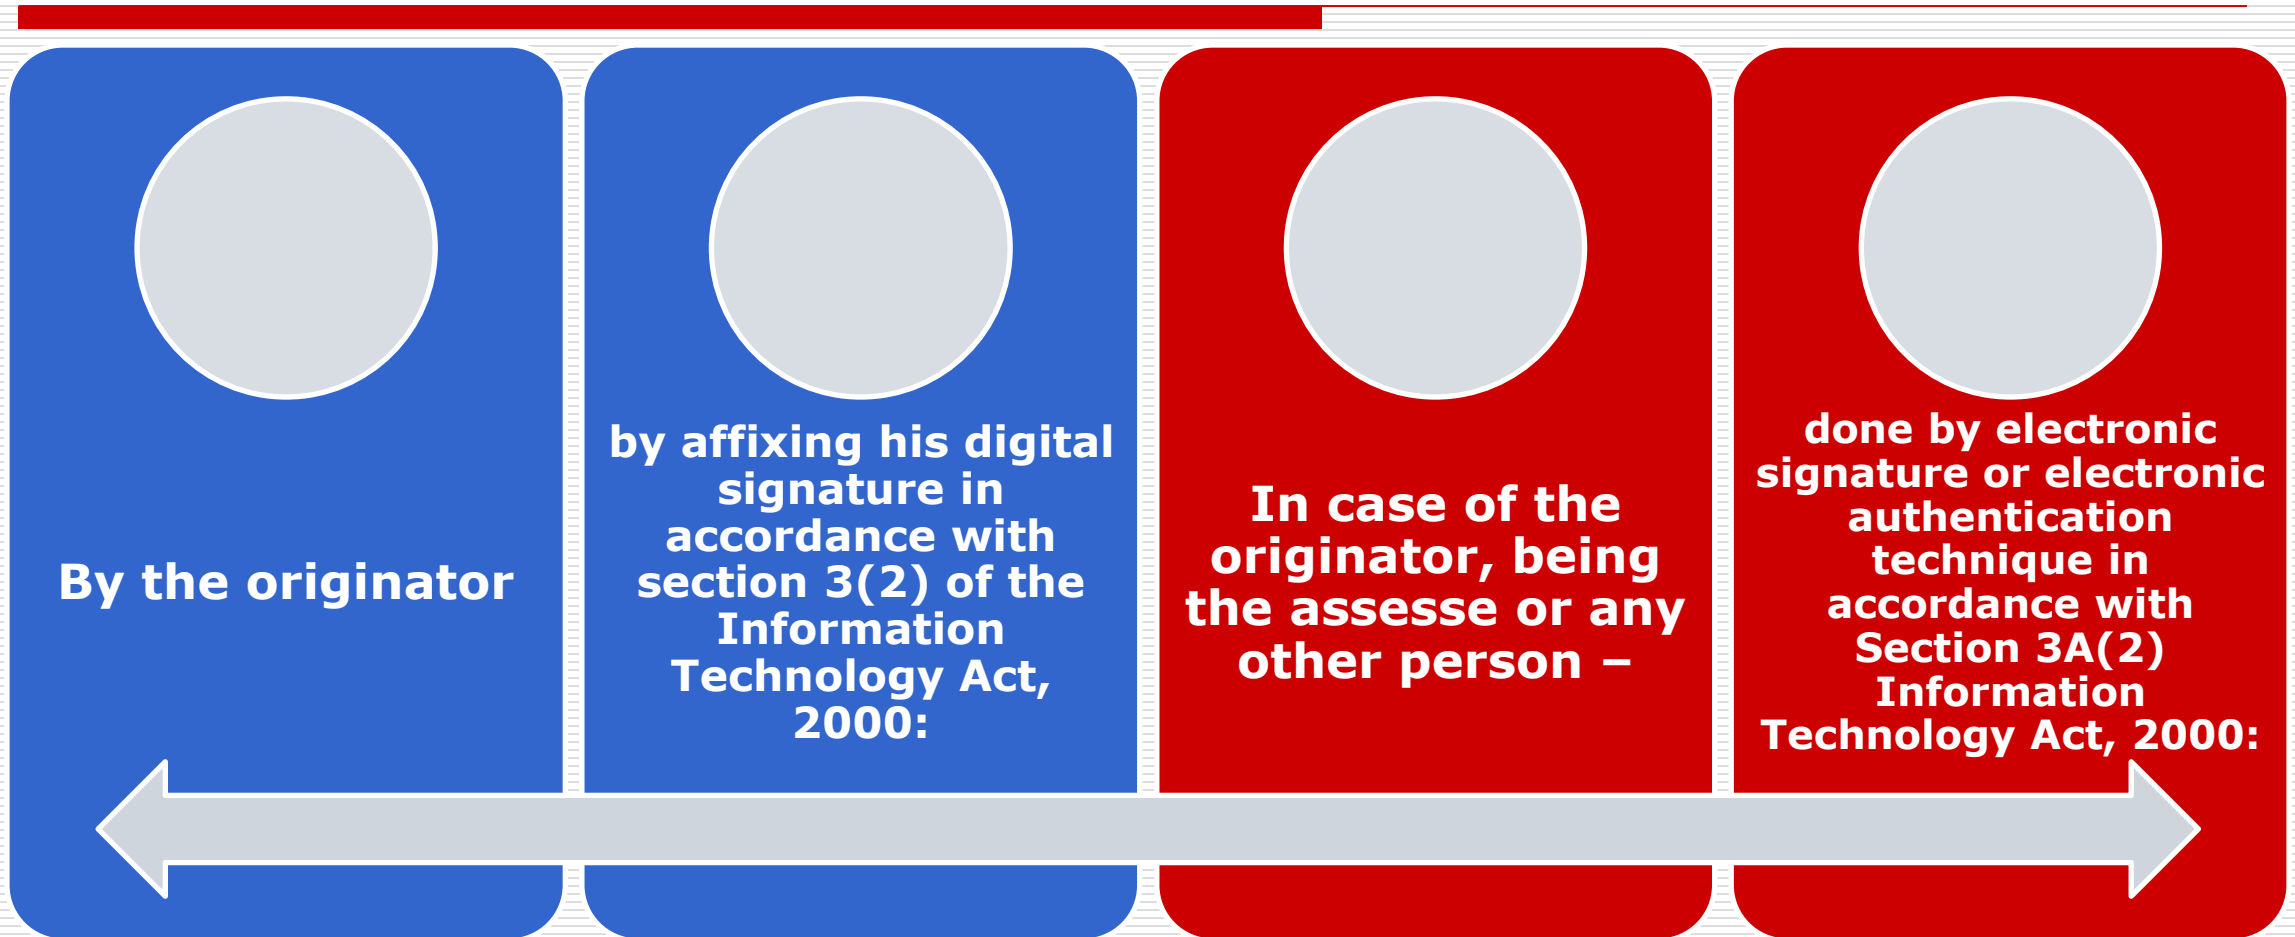 By the originator
by affixing his digital
signature in
accordance with
section 3(2) of the
Information
Technology Act,
2000:
In case of the
originator, being
the assesse or any
other person –
done by electronic
signature or electronic
authentication
technique in
accordance with
Section 3A(2)
Information
Technology Act, 2000: